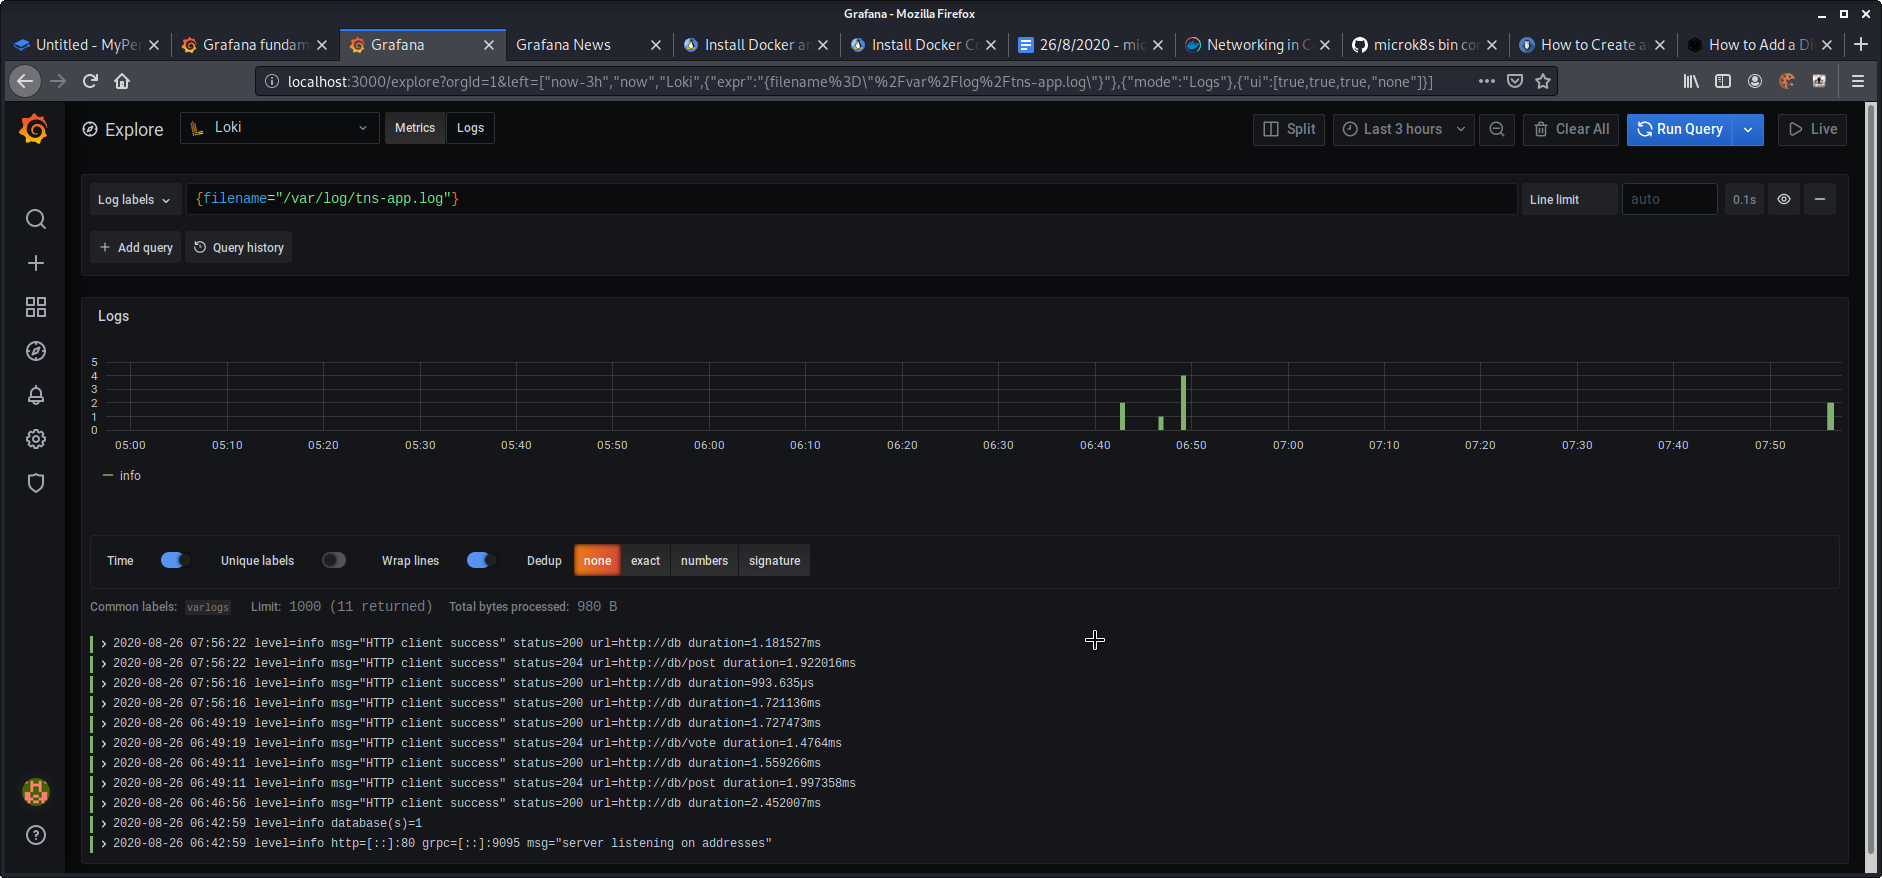 Grafana - Mozilla Firefox
Untitled - MyPe
Grafana fundam
Grafana
Grafana News
Install Docker a
Install Docker C
26/8/2020 - mic
Networking in C
microk8s bin co
How to Create a
How to Add a D
localhost:3000/explore?orgId=1&left=["now-3h","now","Loki",{"expr":"{filename%3D\"%2Fvar%2Flog%2Ftns-app.log\"}"},{"mode":"Logs"},{"ui":[true,true,true,"none"]}]
Explore
Loki
Metrics
Logs
Split
Last 3 hours
Clear All
Run Query
Live
Log labels
{filename="/var/log/tns-app.log"}
Line limit
auto
0.1s
Add query
Query history
Logs
5
4
3
2
1
0
05:00 05:10 05:20 05:30 05:40 05:50 06:00 06:10 06:20 06:30 06:40 06:50 07:00 07:10 07:20 07:30 07:40 07:50
info
Time
Unique labels
Wrap lines
Dedup
none
exact
numbers
signature
Common labels: varlogs Limit: 1000 (11 returned) Total bytes processed: 980 B
2020-08-26 07:56:22 level=info msg="HTTP client success" status=200 url=http://db duration=1.181527ms
2020-08-26 07:56:22 level=info msg="HTTP client success" status=204 url=http://db/post duration=1.922016ms
2020-08-26 07:56:16 level=info msg="HTTP client success" status=200 url=http://db duration=993.635µs
2020-08-26 07:56:16 level=info msg="HTTP client success" status=200 url=http://db duration=1.721136ms
2020-08-26 06:49:19 level=info msg="HTTP client success" status=200 url=http://db duration=1.727473ms
2020-08-26 06:49:19 level=info msg="HTTP client success" status=204 url=http://db/vote duration=1.4764ms
2020-08-26 06:49:11 level=info msg="HTTP client success" status=200 url=http://db duration=1.559266ms
2020-08-26 06:49:11 level=info msg="HTTP client success" status=204 url=http://db/post duration=1.997358ms
2020-08-26 06:46:56 level=info msg="HTTP client success" status=200 url=http://db duration=2.452007ms
2020-08-26 06:42:59 level=info database(s)=1
2020-08-26 06:42:59 level=info http=[::]:80 grpc=[::]:9095 msg="server listening on addresses"